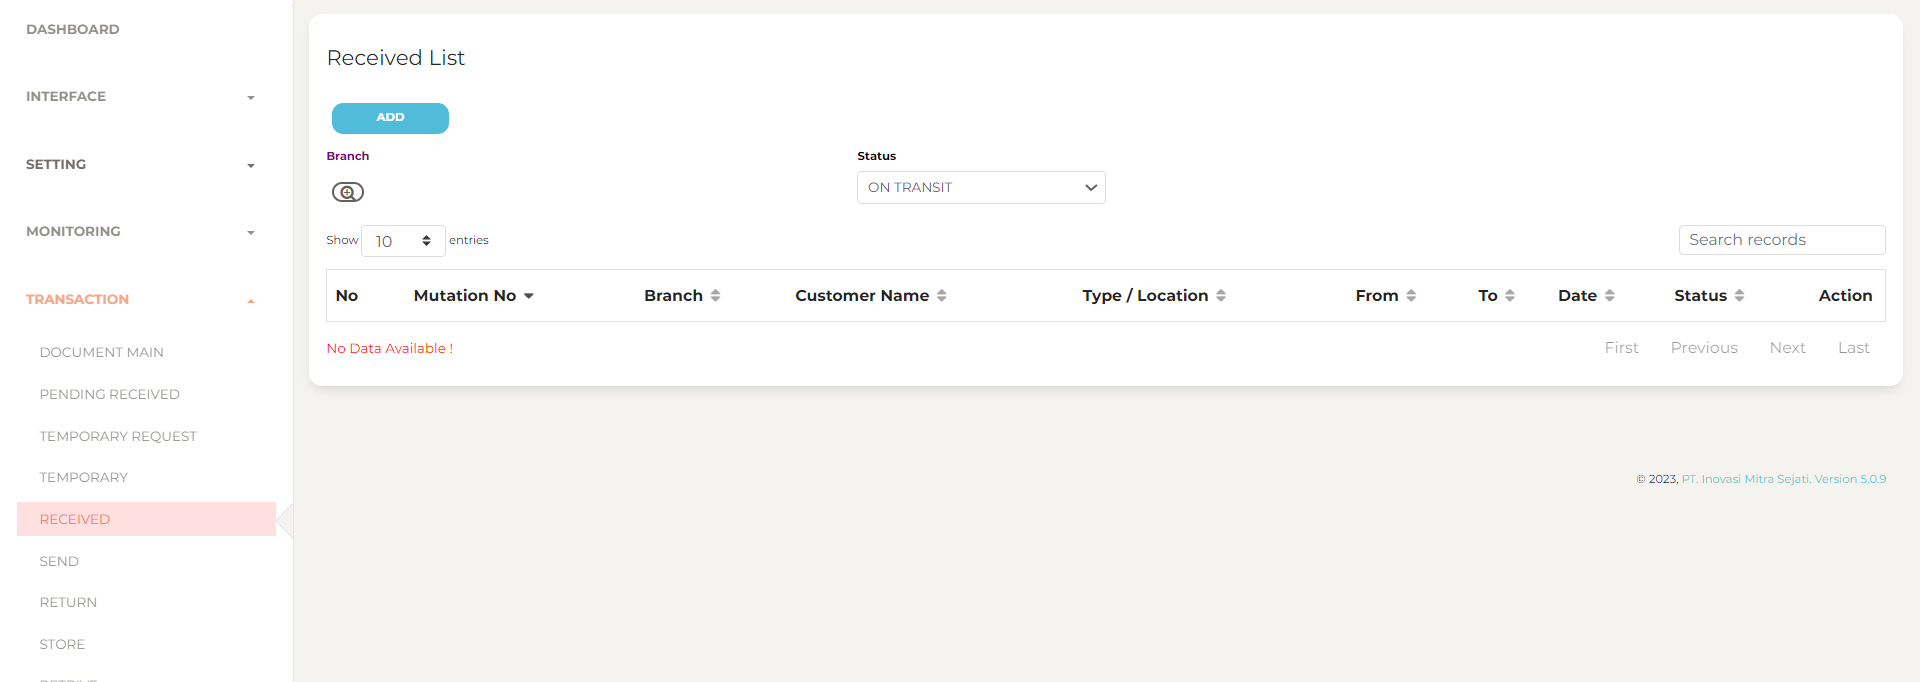 DASHBOARD
INTERFACE
SETTING
MONITORING
TRANSACTION
DOCUMENT MAIN
PENDING RECEIVED
TEMPORARY REQUEST
TEMPORARY
RECEIVED
SEND
RETURN
STORE
Received List
ADD
Branch
Status
ON TRANSIT
Show 10 entries
Search records
No Mutation No Branch Customer Name Type / Location From To Date Status Action
No Data Available !
First Previous Next Last
© 2023, PT. Inovasi Mitra Sejati. Version 5.0.9